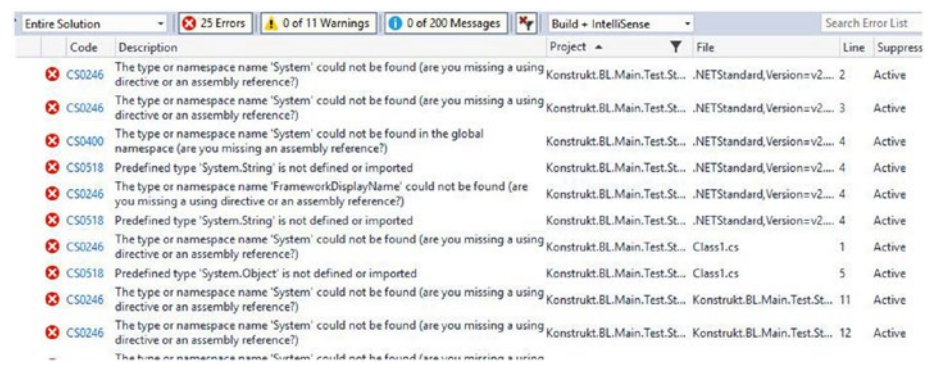 Entire Solution 25 Errors 0 of 11 Warnings 0 of 200 Messages Build + IntelliSense Search Error List
Code Description Project File Line Suppress
CS0246 The type or namespace name 'System' could not be found (are you missing a using
directive or an assembly reference?) Konstrukt.BL.Main.Test.St... .NETStandard,Version=v2.... 2 Active
CS0246 The type or namespace name 'System' could not be found (are you missing a using
directive or an assembly reference?) Konstrukt.BL.Main.Test.St... .NETStandard,Version=v2.... 3 Active
CS0400 The type or namespace name 'System' could not be found in the global
namespace (are you missing an assembly reference?) Konstrukt.BL.Main.Test.St... .NETStandard,Version=v2.... 4 Active
CS0518 Predefined type 'System.String' is not defined or imported Konstrukt.BL.Main.Test.St... .NETStandard,Version=v2.... 4 Active
CS0246 The type or namespace name 'FrameworkDisplayName' could not be found (are
you missing a using directive or an assembly reference?) Konstrukt.BL.Main.Test.St... .NETStandard,Version=v2.... 4 Active
CS0518 Predefined type 'System.String' is not defined or imported Konstrukt.BL.Main.Test.St... .NETStandard,Version=v2.... 4 Active
CS0246 The type or namespace name 'System' could not be found (are you missing a using
directive or an assembly reference?) Konstrukt.BL.Main.Test.St... Class1.cs 1 Active
CS0518 Predefined type 'System.Object' is not defined or imported Konstrukt.BL.Main.Test.St... Class1.cs 5 Active
CS0246 The type or namespace name 'System' could not be found (are you missing a using
directive or an assembly reference?) Konstrukt.BL.Main.Test.St... Konstrukt.BL.Main.Test.St... 11 Active
CS0246 The type or namespace name 'System' could not be found (are you missing a using
directive or an assembly reference?) Konstrukt.BL.Main.Test.St... Konstrukt.BL.Main.Test.St... 12 Active
The type or namespace name 'System' could not be found (are you missing a using